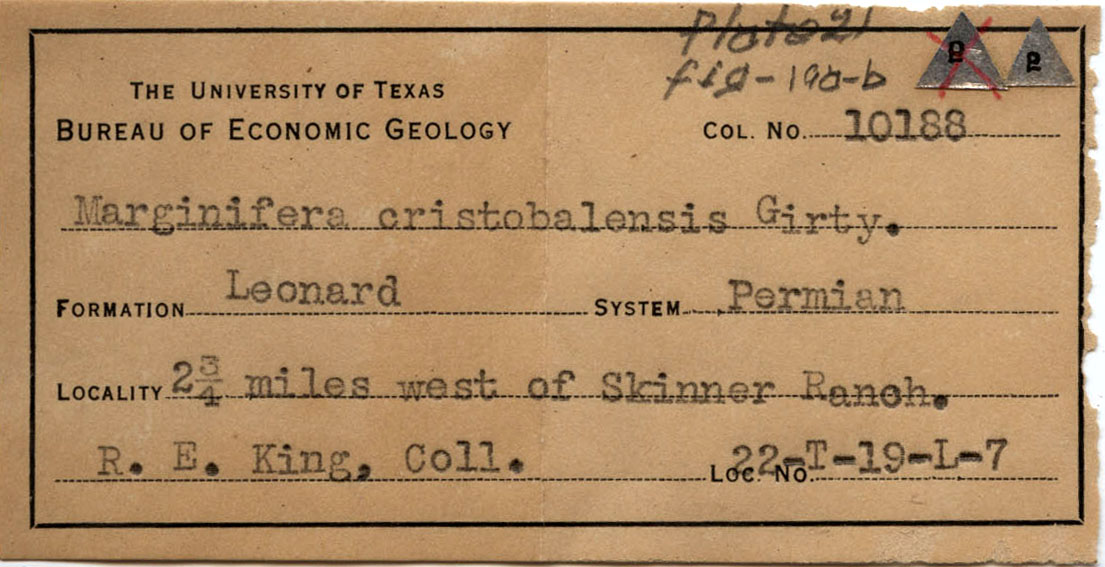 Plate 21
fig-19a-b
P P
THE UNIVERSITY OF TEXAS
BUREAU OF ECONOMIC GEOLOGY
COL. NO. 10188
Marginifera cristobalensis Girty.
FORMATION Leonard SYSTEM Permian
LOCALITY 2¾ miles west of Skinner Ranch.
R. E. King, Coll. LOC. NO. 22-T-19-L-7